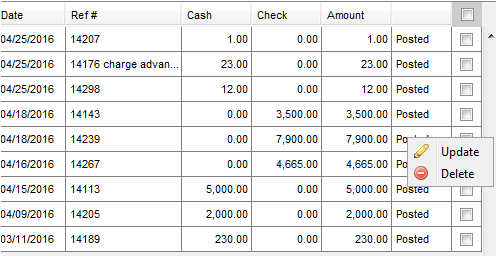 Date Ref # Cash Check Amount
04/25/2016 14207 1.00 0.00 1.00 Posted
04/25/2016 14176 charge advan... 23.00 0.00 23.00 Posted
04/25/2016 14298 12.00 0.00 12.00 Posted
04/18/2016 14143 0.00 3,500.00 3,500.00 Posted
04/18/2016 14239 0.00 7,900.00 7,900.00 Posted
Update
04/16/2016 14267 0.00 4,665.00 4,665.00
Delete
04/15/2016 14113 5,000.00 0.00 5,000.00 Posted
04/09/2016 14205 2,000.00 0.00 2,000.00 Posted
03/11/2016 14189 230.00 0.00 230.00 Posted